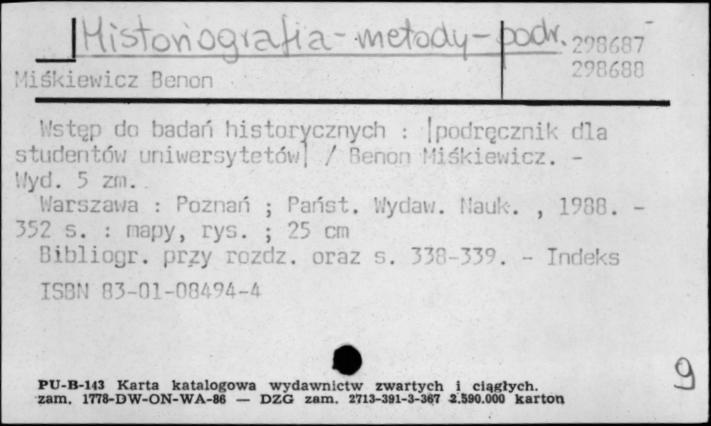 Historiografia - metody - podr.
298687
298688
Miśkiewicz Benon
Wstęp do badań historycznych : |podręcznik dla
studentów uniwersytetów| / Benon Miśkiewicz. -
Wyd. 5 zm.
Warszawa : Poznań ; Państ. Wydaw. Nauk. , 1988. -
352 s. : mapy, rys. ; 25 cm
Bibliogr. przy rozdz. oraz s. 338-339. - Indeks
ISBN 83-01-08494-4
9
PU-B-143 Karta katalogowa wydawnictw zwartych i ciągłych.
zam. 1778-DW-ON-WA-86 — DZG zam. 2713-391-3-367 2.590.000 karton